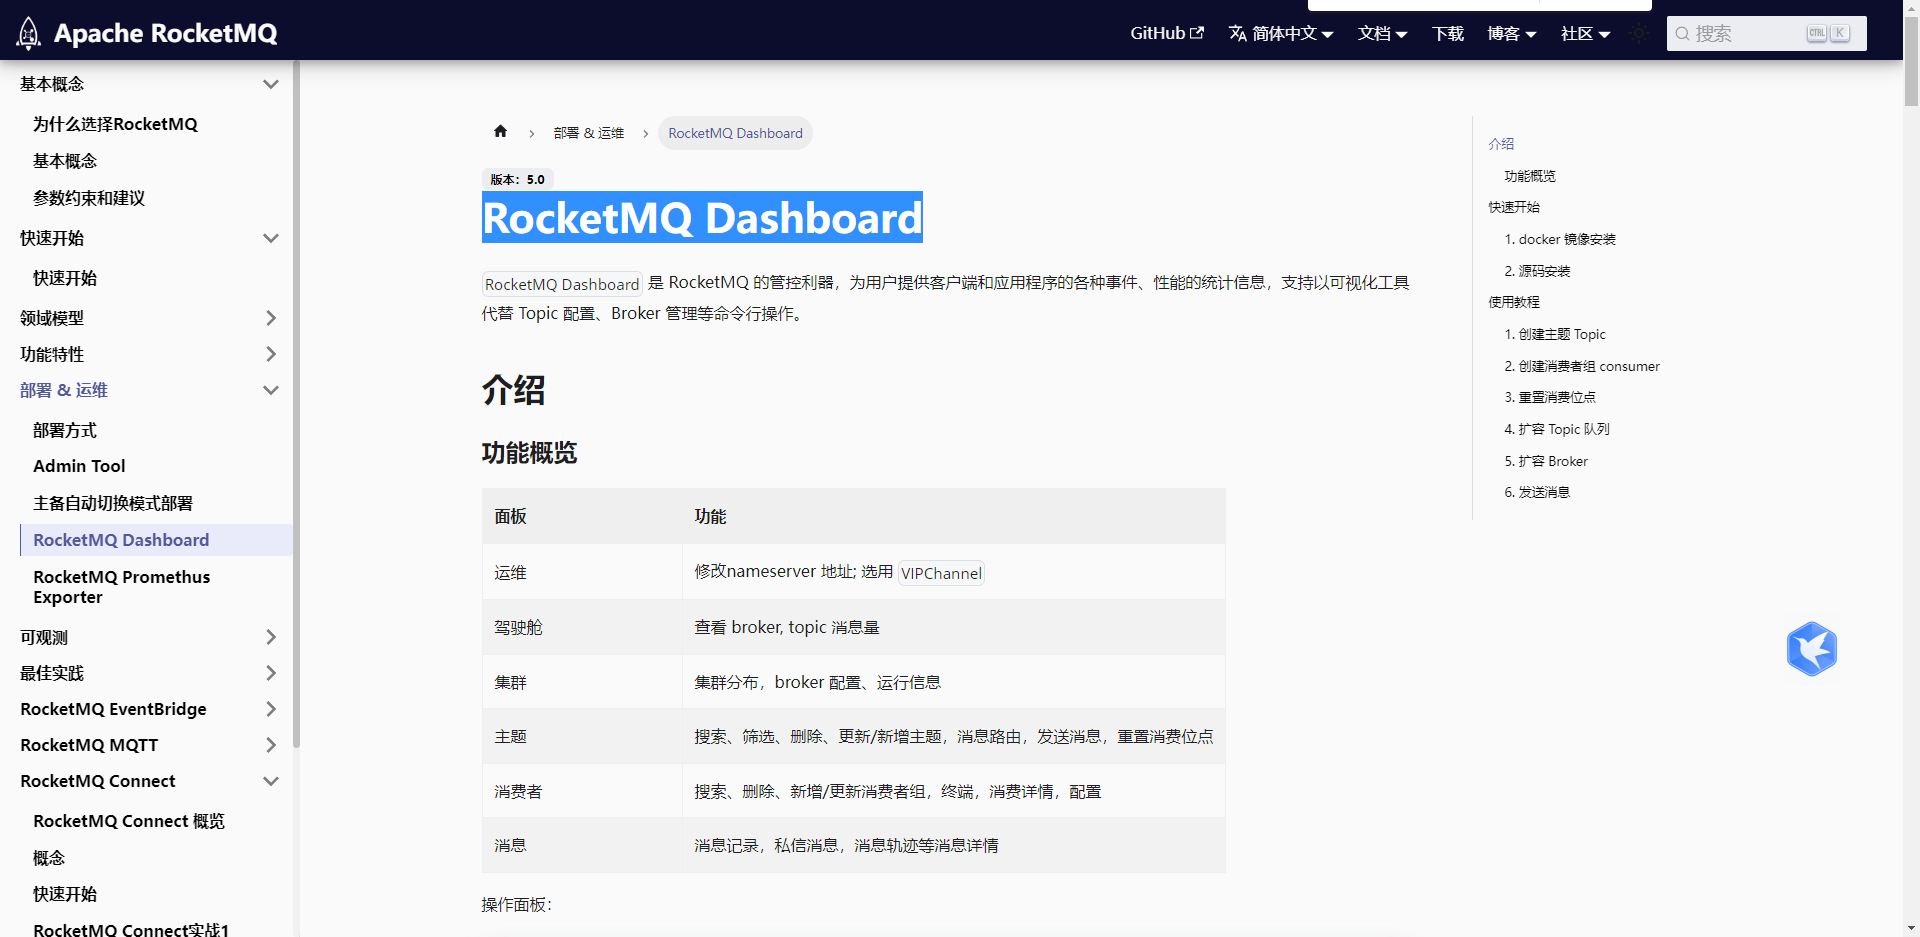 Apache RocketMQ
GitHub
简体中文
文档
下载
博客
社区
搜索
CTRL K
基本概念
为什么选择RocketMQ
基本概念
参数约束和建议
快速开始
快速开始
领域模型
功能特性
部署 & 运维
部署方式
Admin Tool
主备自动切换模式部署
RocketMQ Dashboard
RocketMQ Promethus
Exporter
可观测
最佳实践
RocketMQ EventBridge
RocketMQ MQTT
RocketMQ Connect
RocketMQ Connect 概览
概念
快速开始
RocketMQ Connect实战1
部署 & 运维
RocketMQ Dashboard
版本：5.0
RocketMQ Dashboard
RocketMQ Dashboard 是 RocketMQ 的管控利器，为用户提供客户端和应用程序的各种事件、性能的统计信息，支持以可视化工具
代替 Topic 配置、Broker 管理等命令行操作。
介绍
功能概览
面板 功能
运维 修改nameserver 地址; 选用 VIPChannel
驾驶舱 查看 broker, topic 消息量
集群 集群分布，broker 配置、运行信息
主题 搜索、筛选、删除、更新/新增主题，消息路由，发送消息，重置消费位点
消费者 搜索、删除、新增/更新消费者组，终端，消费详情，配置
消息 消息记录，私信消息，消息轨迹等消息详情
操作面板：
介绍
功能概览
快速开始
1. docker 镜像安装
2. 源码安装
使用教程
1. 创建主题 Topic
2. 创建消费者组 consumer
3. 重置消费位点
4. 扩容 Topic 队列
5. 扩容 Broker
6. 发送消息